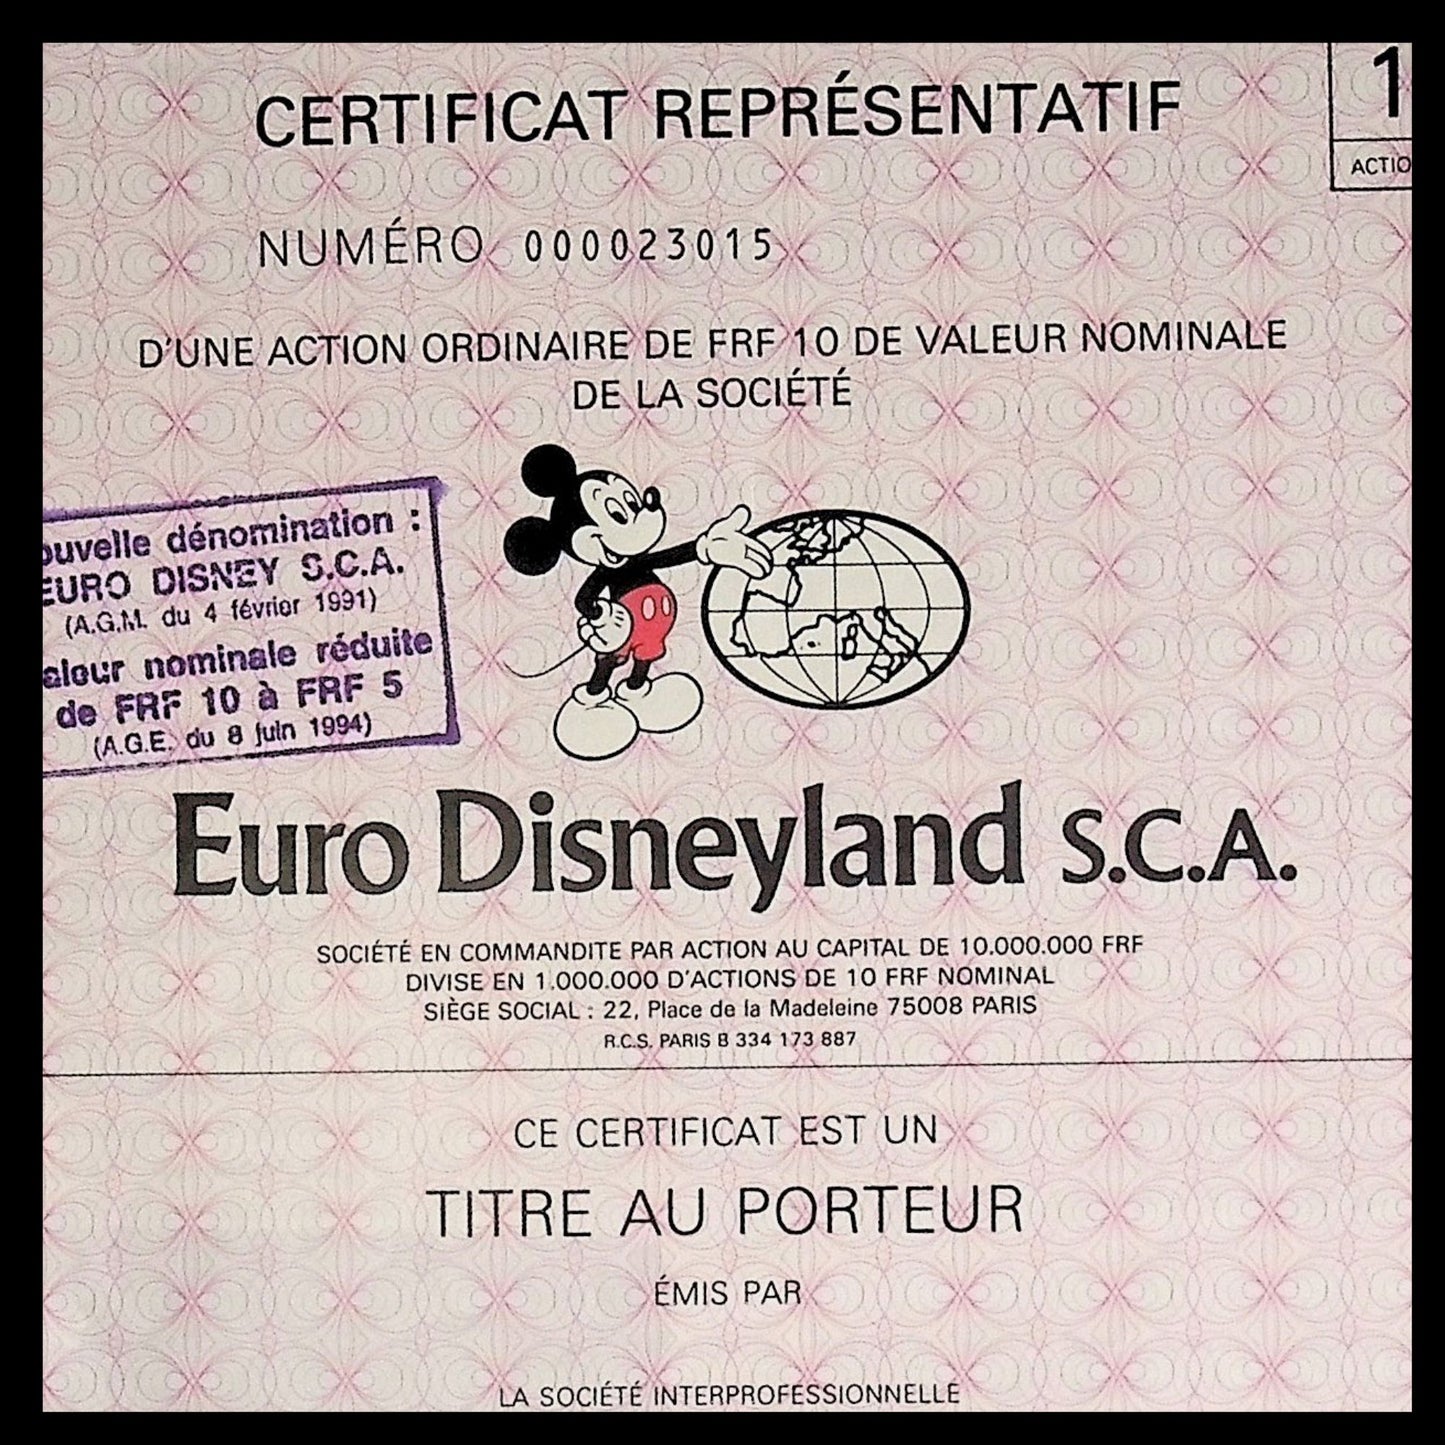 CERTIFICAT REPRÉSENTATIF
1
ACTIO
NUMÉRO 000023015
D'UNE ACTION ORDINAIRE DE FRF 10 DE VALEUR NOMINALE
DE LA SOCIÉTÉ
ouvelle dénomination :
EURO DISNEY S.C.A.
(A.G.M. du 4 février 1991)
aleur nominale réduite
de FRF 10 à FRF 5
(A.G.E. du 8 juin 1994)
Euro Disneyland S.C.A.
SOCIÉTÉ EN COMMANDITE PAR ACTION AU CAPITAL DE 10.000.000 FRF
DIVISE EN 1.000.000 D'ACTIONS DE 10 FRF NOMINAL
SIÈGE SOCIAL : 22, Place de la Madeleine 75008 PARIS
R.C.S. PARIS B 334 173 887
CE CERTIFICAT EST UN
TITRE AU PORTEUR
ÉMIS PAR
LA SOCIÉTÉ INTERPROFESSIONNELLE